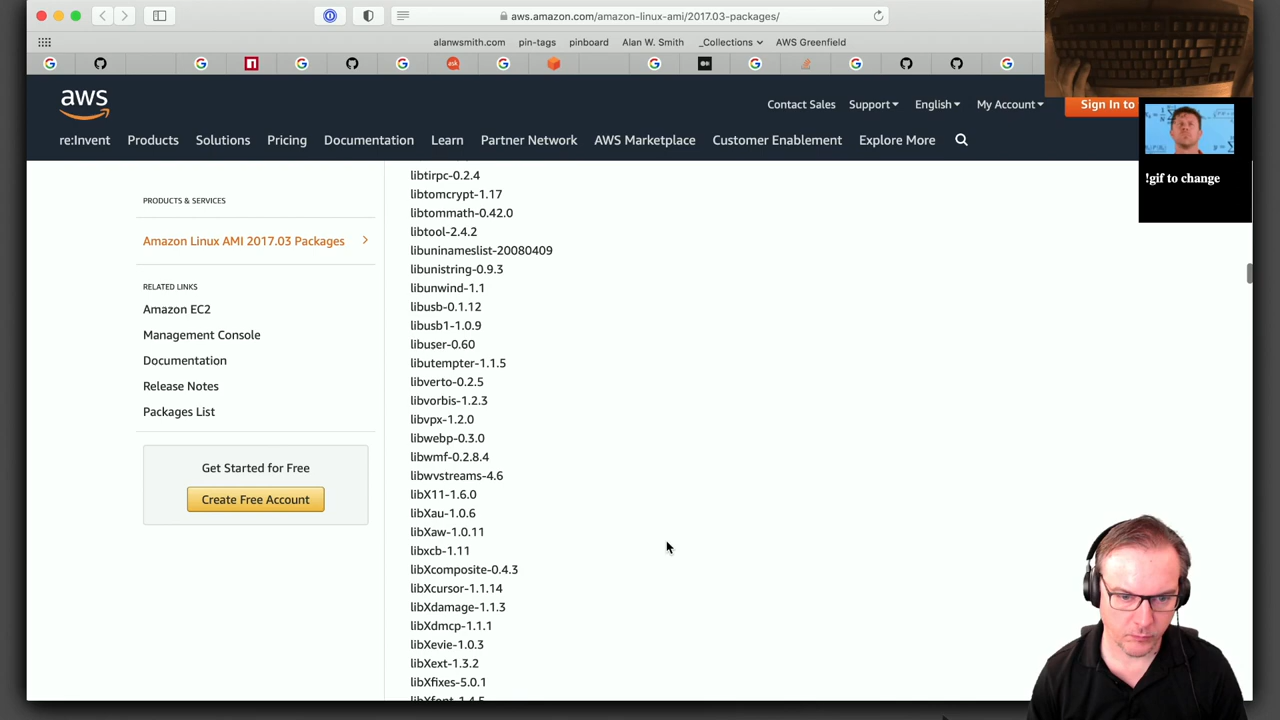 aws.amazon.com/amazon-linux-ami/2017.03-packages/
alanwsmith.com pin-tags pinboard Alan W. Smith _Collections AWS Greenfield
aws
Contact Sales Support English My Account Sign In to
re:Invent Products Solutions Pricing Documentation Learn Partner Network AWS Marketplace Customer Enablement Explore More
!gif to change
PRODUCTS & SERVICES
Amazon Linux AMI 2017.03 Packages
RELATED LINKS
Amazon EC2
Management Console
Documentation
Release Notes
Packages List
Get Started for Free
Create Free Account
libtirpc-0.2.4
libtomcrypt-1.17
libtommath-0.42.0
libtool-2.4.2
libuninameslist-20080409
libunistring-0.9.3
libunwind-1.1
libusb-0.1.12
libusb1-1.0.9
libuser-0.60
libutempter-1.1.5
libverto-0.2.5
libvorbis-1.2.3
libvpx-1.2.0
libwebp-0.3.0
libwmf-0.2.8.4
libwvstreams-4.6
libX11-1.6.0
libXau-1.0.6
libXaw-1.0.11
libxcb-1.11
libXcomposite-0.4.3
libXcursor-1.1.14
libXdamage-1.1.3
libXdmcp-1.1.1
libXevie-1.0.3
libXext-1.3.2
libXfixes-5.0.1
libXfont-1.4.5